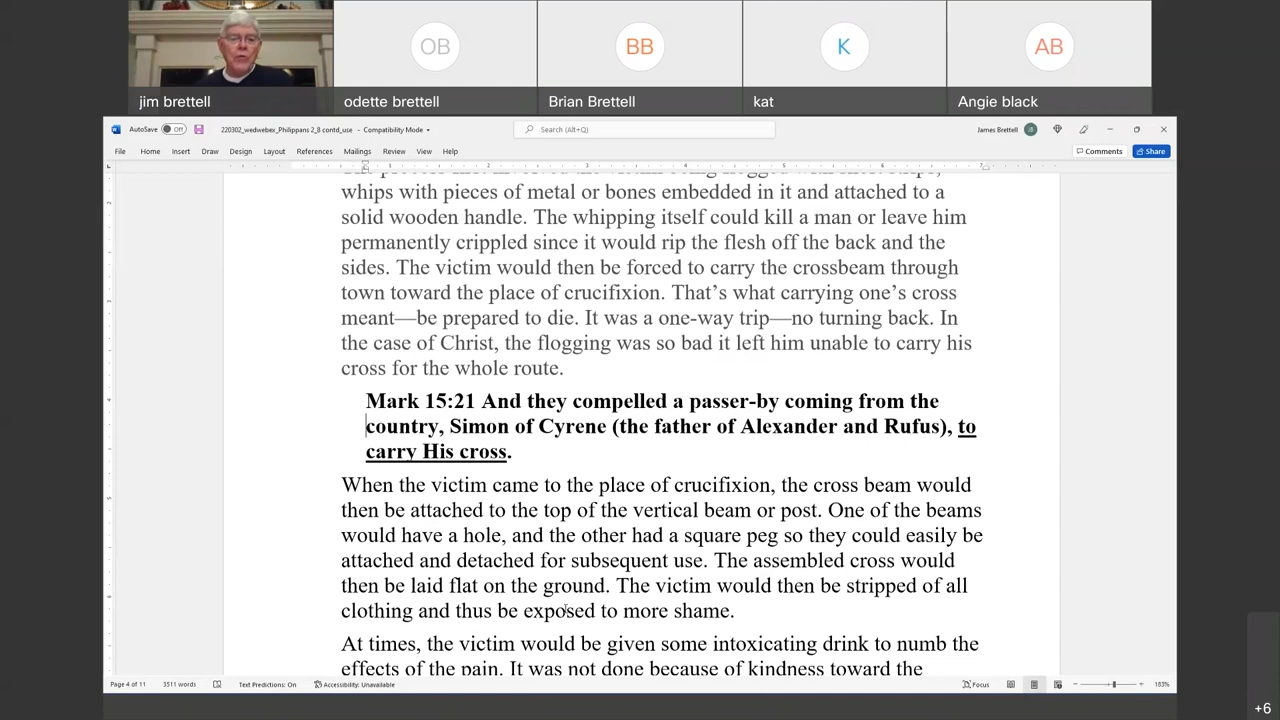 OB
BB
K
AB
jim brettell
odette brettell
Brian Brettell
kat
Angie black
AutoSave Off
220302_wedwebex_Philippans 2_8 contd_use - Compatibility Mode
Search (Alt+Q)
James Brettell
JB
File Home Insert Draw Design Layout References Mailings Review View Help
Comments Share
whips with pieces of metal or bones embedded in it and attached to a
solid wooden handle. The whipping itself could kill a man or leave him
permanently crippled since it would rip the flesh off the back and the
sides. The victim would then be forced to carry the crossbeam through
town toward the place of crucifixion. That’s what carrying one’s cross
meant—be prepared to die. It was a one-way trip—no turning back. In
the case of Christ, the flogging was so bad it left him unable to carry his
cross for the whole route.
Mark 15:21 And they compelled a passer-by coming from the
country, Simon of Cyrene (the father of Alexander and Rufus), to
carry His cross.
When the victim came to the place of crucifixion, the cross beam would
then be attached to the top of the vertical beam or post. One of the beams
would have a hole, and the other had a square peg so they could easily be
attached and detached for subsequent use. The assembled cross would
then be laid flat on the ground. The victim would then be stripped of all
clothing and thus be exposed to more shame.
At times, the victim would be given some intoxicating drink to numb the
effects of the pain. It was not done because of kindness toward the
Page 4 of 11 3511 words Text Predictions: On Accessibility: Unavailable Focus 183%
+6